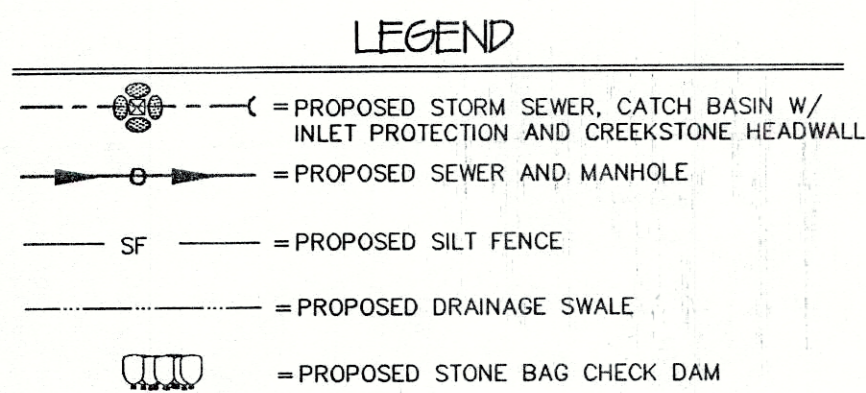 LEGEND
= PROPOSED STORM SEWER, CATCH BASIN W/
INLET PROTECTION AND CREEKSTONE HEADWALL
= PROPOSED SEWER AND MANHOLE
SF = PROPOSED SILT FENCE
= PROPOSED DRAINAGE SWALE
= PROPOSED STONE BAG CHECK DAM